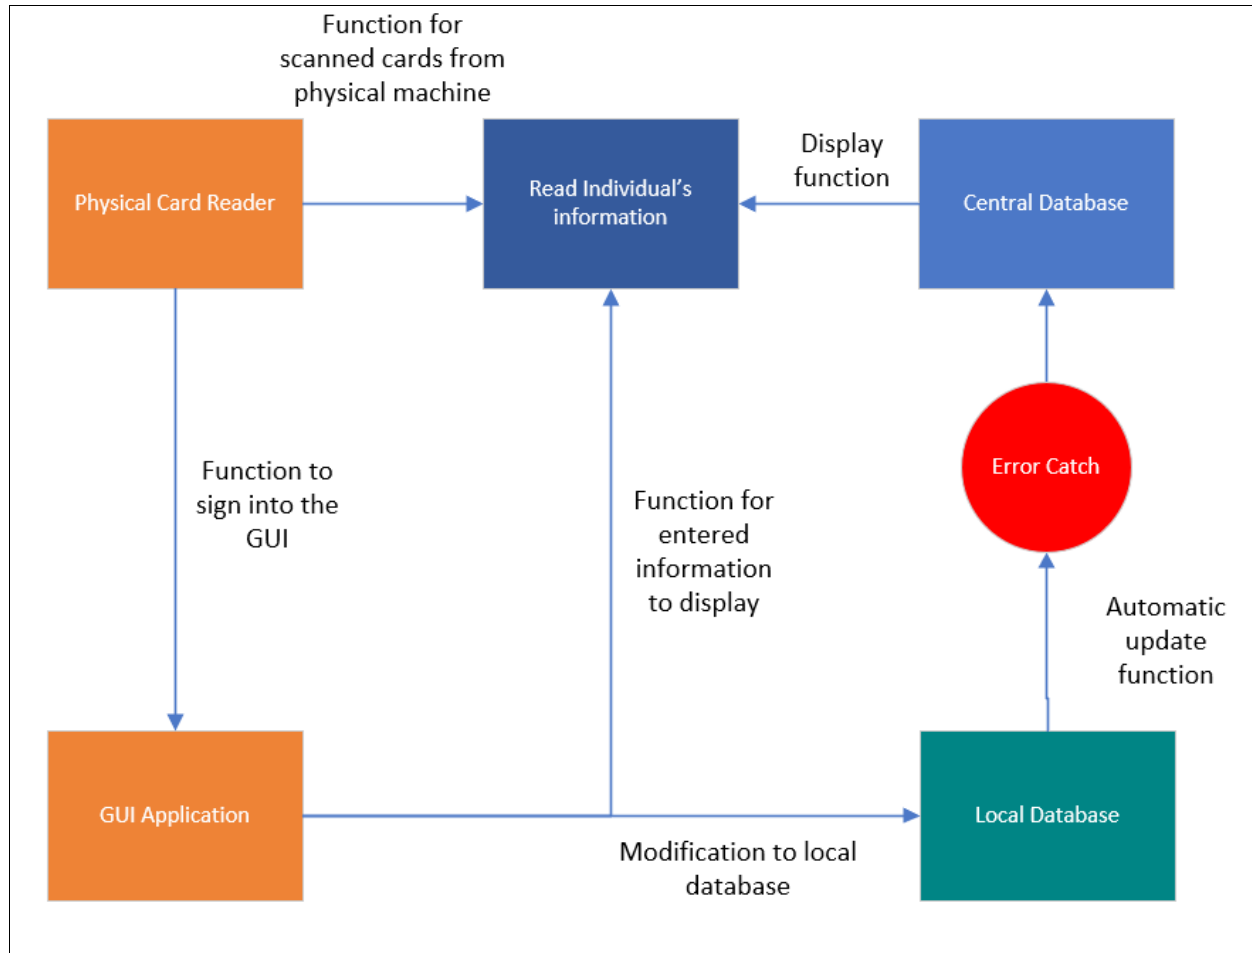 Function for
scanned cards from
physical machine
Physical Card Reader
Read Individual's
information
Display
function
Central Database
Function to
sign into the
GUI
Function for
entered
information
to display
Error Catch
Automatic
update
function
GUI Application
Modification to local
database
Local Database